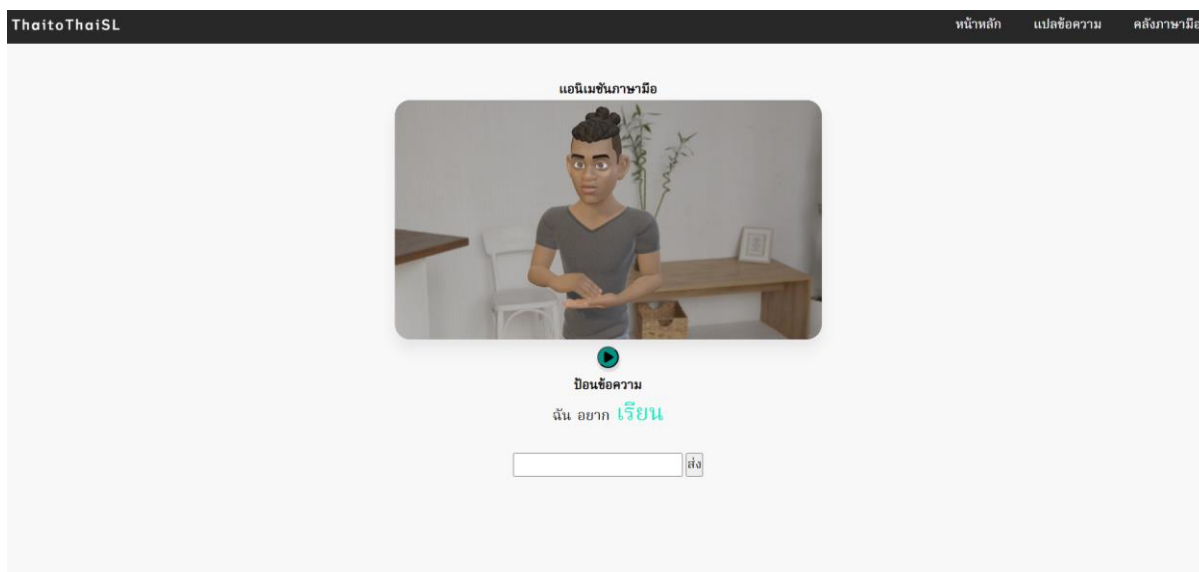 ThaitoThaiSL หน้าหลัก แปลข้อความ คลังภาษามือ
แอนิเมชันภาษามือ
ป้อนข้อความ
ฉัน อยาก เรียน
ส่ง